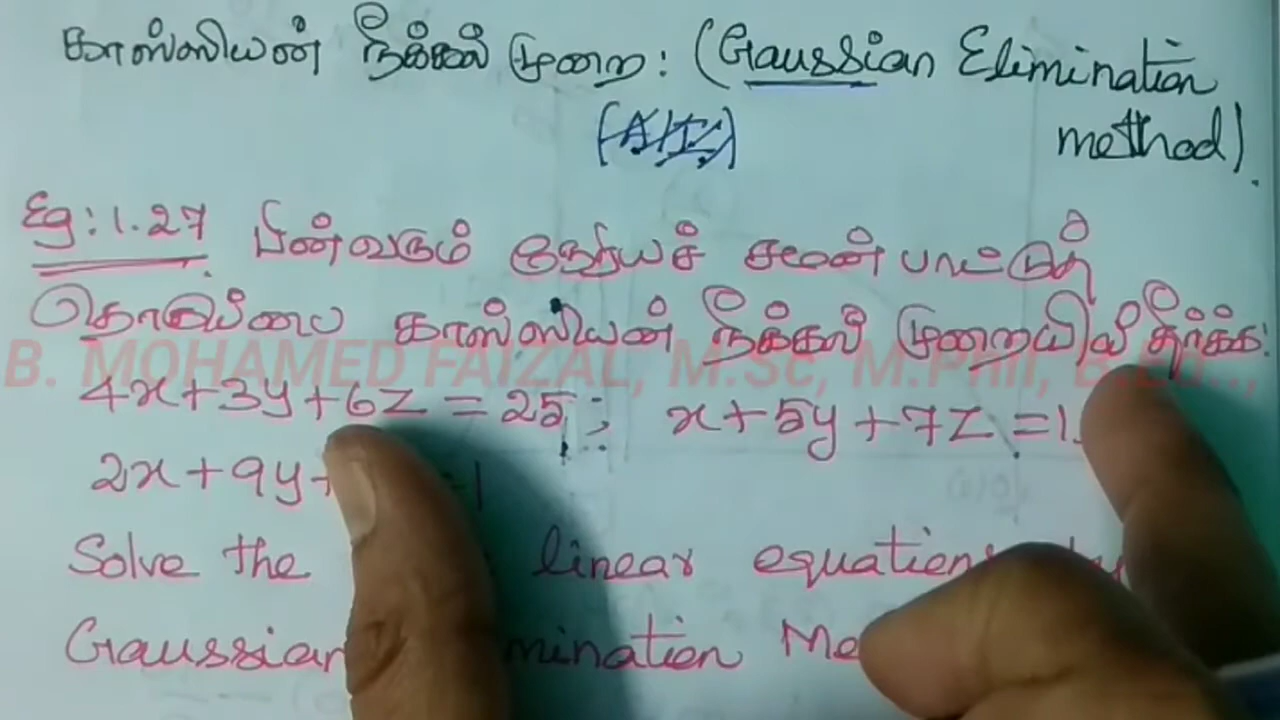 காஸ்ஸியன் நீக்கல் முறை: (Gaussian Elimination
(A/I) method).
Eg: 1.27 பின்வரும் நேரியச் சமன்பாட்டுத்
தொகுப்பை காஸ்ஸியன் நீக்கல் முறையில் தீர்க்க:
B. MOHAMED FAIZAL, M.Sc, M.Phil, B.Ed..,
4x+3y+6z = 25; x+5y+7z =1
2x+9y+ =1
Solve the linear equations
Gaussian mination Me